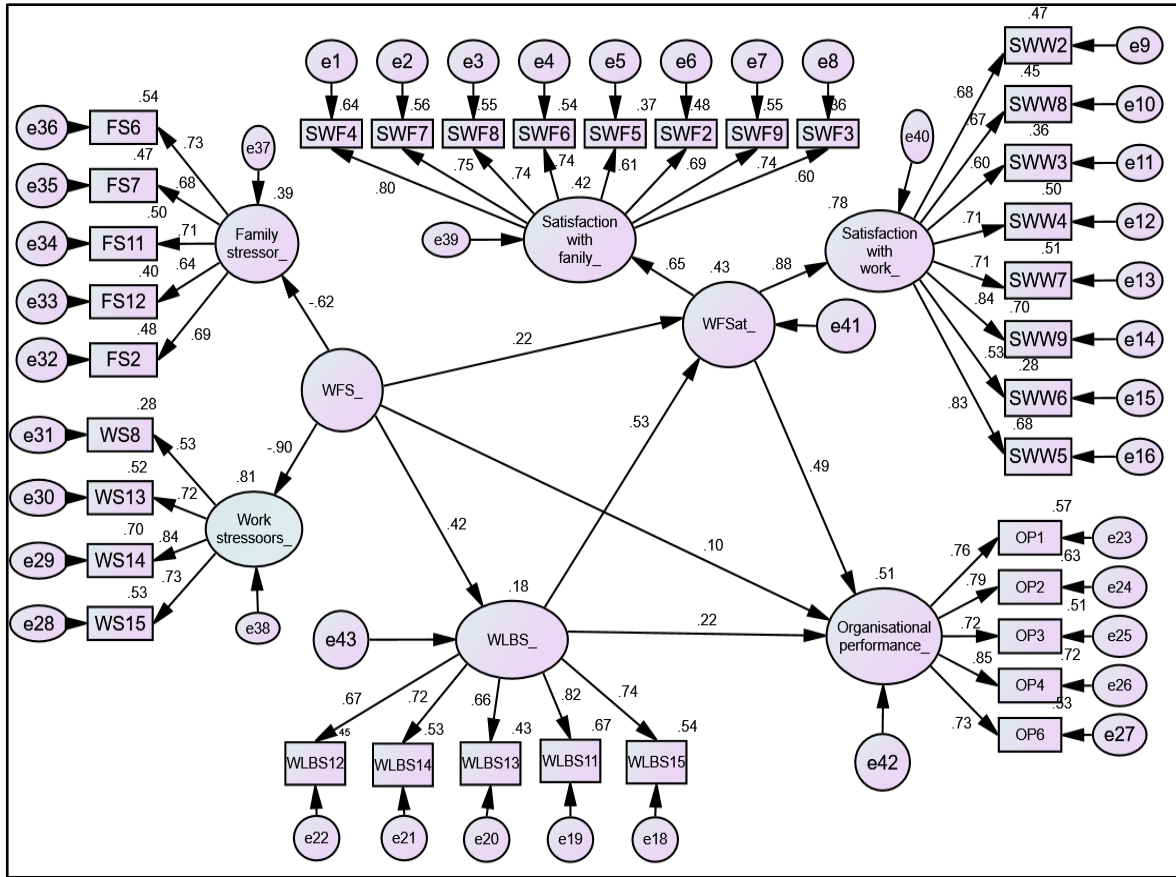 e1
e2
e3
e4
e5
e6
e7
e8
.64
.56
.55
.54
.37
.48
.55
.36
SWF4
SWF7
SWF8
SWF6
SWF5
SWF2
SWF9
SWF3
.80
.75
.74
.74
.61
.69
.74
.60
.42
Satisfaction
with
fanily_
e39
.47
SWW2
e9
.45
SWW8
e10
.36
SWW3
e11
.50
SWW4
e12
.51
SWW7
e13
.70
SWW9
e14
.28
SWW6
e15
.68
SWW5
e16
.68
.67
.60
.71
.71
.84
.53
.83
e40
.78
Satisfaction
with
work_
e36
.54
FS6
e35
.47
FS7
e34
.50
FS11
e33
.40
FS12
e32
.48
FS2
.73
.68
.71
.64
.69
e37
.39
Family
stressor_
-.62
.65
.43
.88
WFSat_
e41
.22
WFS_
-.90
.53
.49
.42
.10
e31
.28
WS8
e30
.52
WS13
e29
.70
WS14
e28
.53
WS15
.53
.72
.84
.73
.81
Work
stressoors_
e38
e43
.18
WLBS_
.22
.51
Organisational
performance_
e42
.76
.79
.72
.85
.73
.57
OP1
e23
.63
OP2
e24
.51
OP3
e25
.72
OP4
e26
.53
OP6
e27
.67
.72
.66
.82
.74
.45
.53
.43
.67
.54
WLBS12
WLBS14
WLBS13
WLBS11
WLBS15
e22
e21
e20
e19
e18